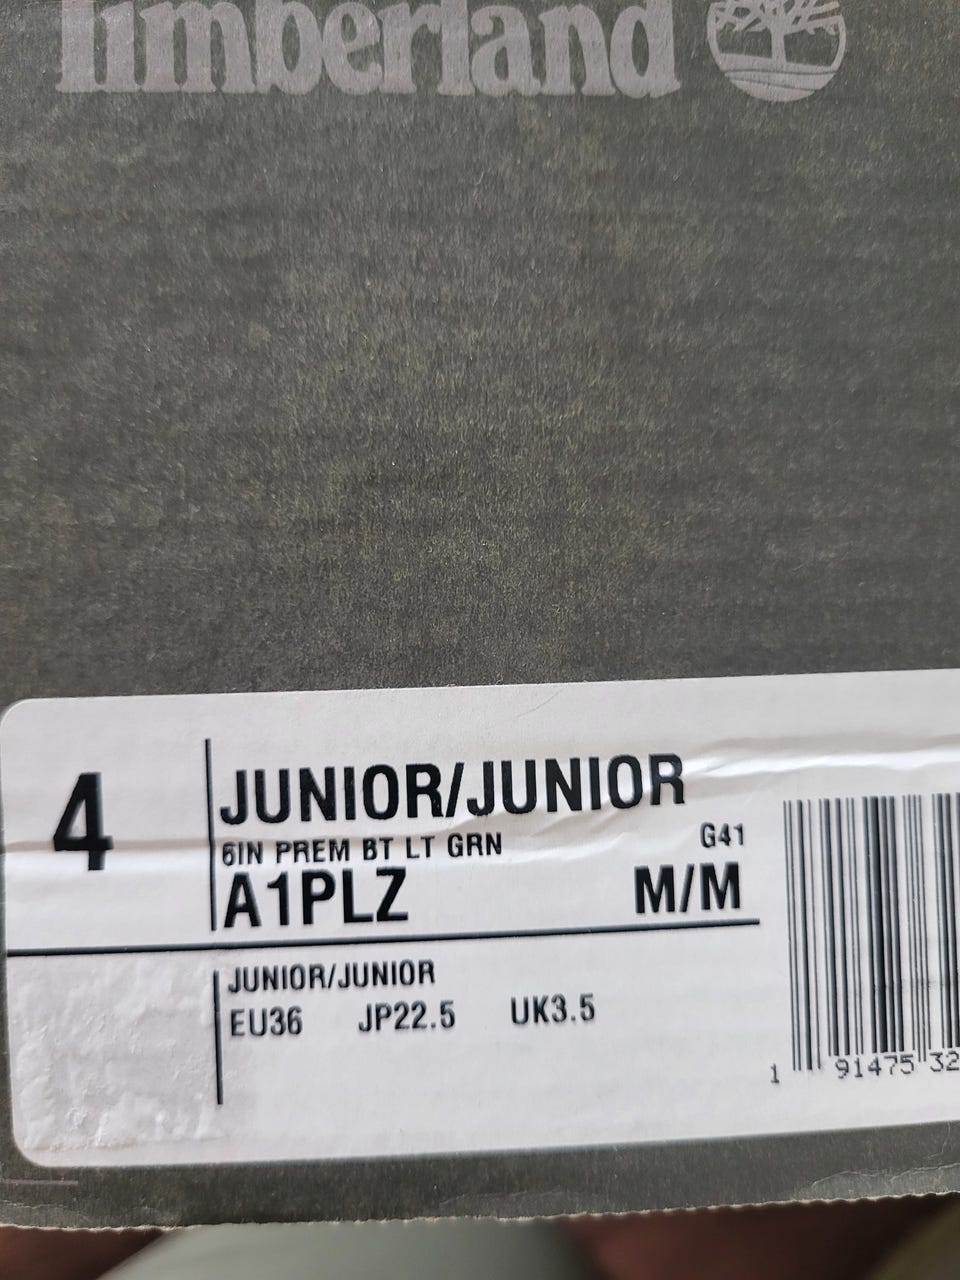 Timberland
4
JUNIOR/JUNIOR
6IN PREM BT LT GRN G41
A1PLZ M/M
JUNIOR/JUNIOR
EU36 JP22.5 UK3.5
1 91475 32